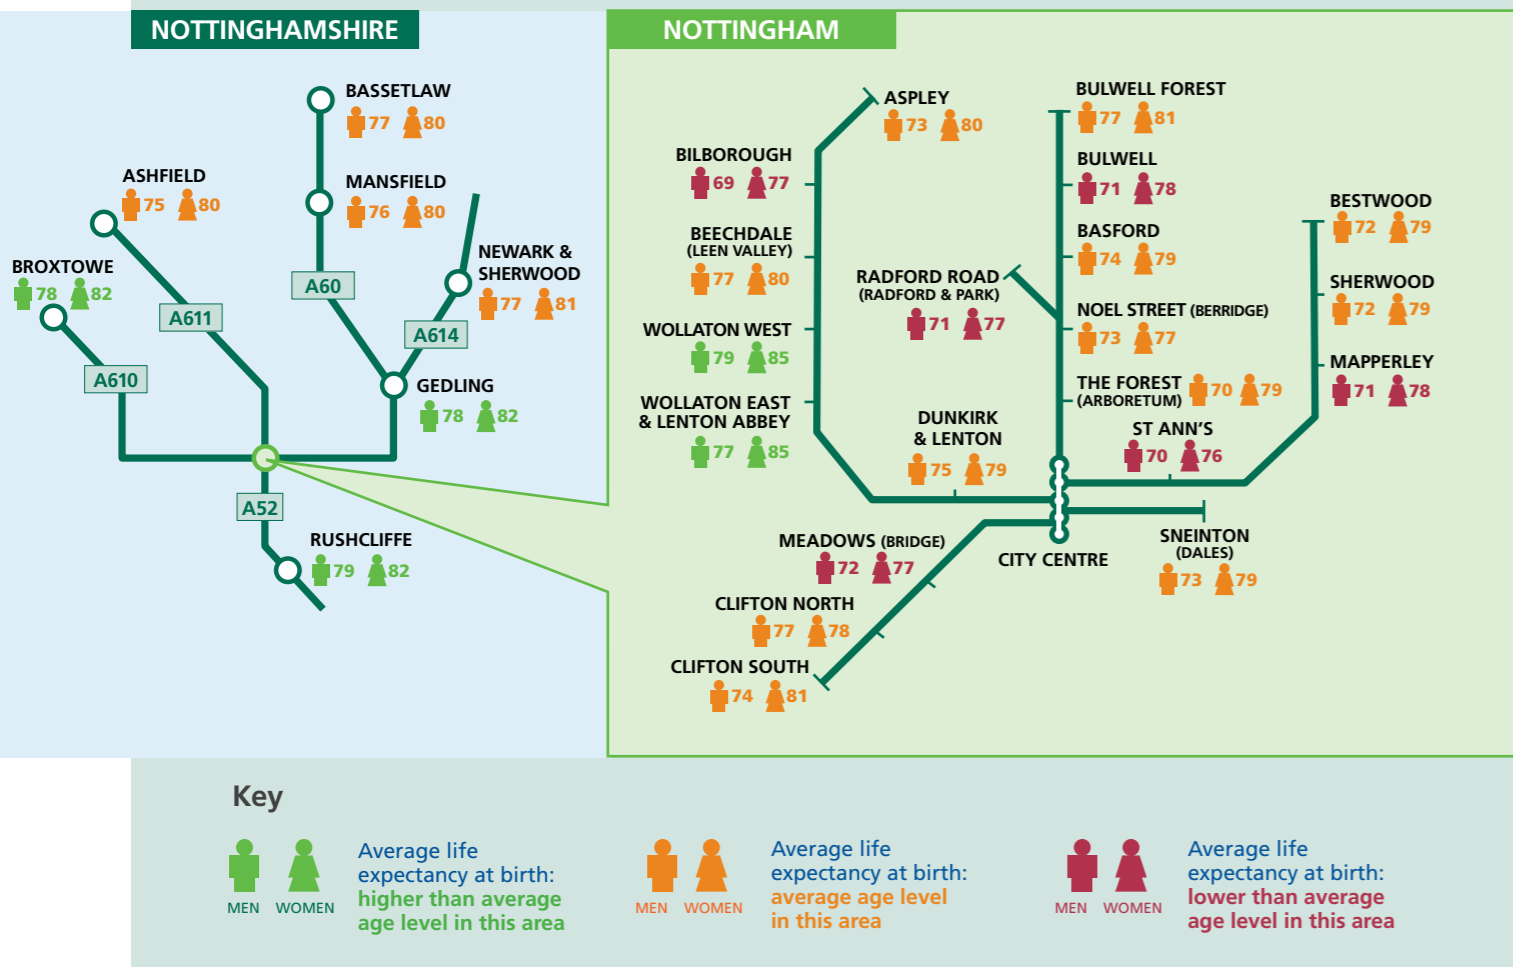 NOTTINGHAMSHIRE
BASSETLAW
77 80
ASHFIELD
75 80
MANSFIELD
76 80
BROXTOWE
78 82
NEWARK &
SHERWOOD
77 81
A60
A611
A614
A610
GEDLING
78 82
A52
RUSHCLIFFE
79 82
NOTTINGHAM
ASPLEY
73 80
BILBOROUGH
69 77
BEECHDALE
(LEEN VALLEY)
77 80
WOLLATON WEST
79 85
WOLLATON EAST
& LENTON ABBEY
77 85
DUNKIRK
& LENTON
75 79
RADFORD ROAD
(RADFORD & PARK)
71 77
BULWELL FOREST
77 81
BULWELL
71 78
BASFORD
74 79
NOEL STREET (BERRIDGE)
73 77
THE FOREST
(ARBORETUM)
70 79
BESTWOOD
72 79
SHERWOOD
72 79
MAPPERLEY
71 78
ST ANN’S
70 76
SNEINTON
(DALES)
73 79
CITY CENTRE
MEADOWS (BRIDGE)
72 77
CLIFTON NORTH
77 78
CLIFTON SOUTH
74 81
Key
MEN WOMEN
Average life
expectancy at birth:
higher than average
age level in this area
MEN WOMEN
Average life
expectancy at birth:
average age level
in this area
MEN WOMEN
Average life
expectancy at birth:
lower than average
age level in this area